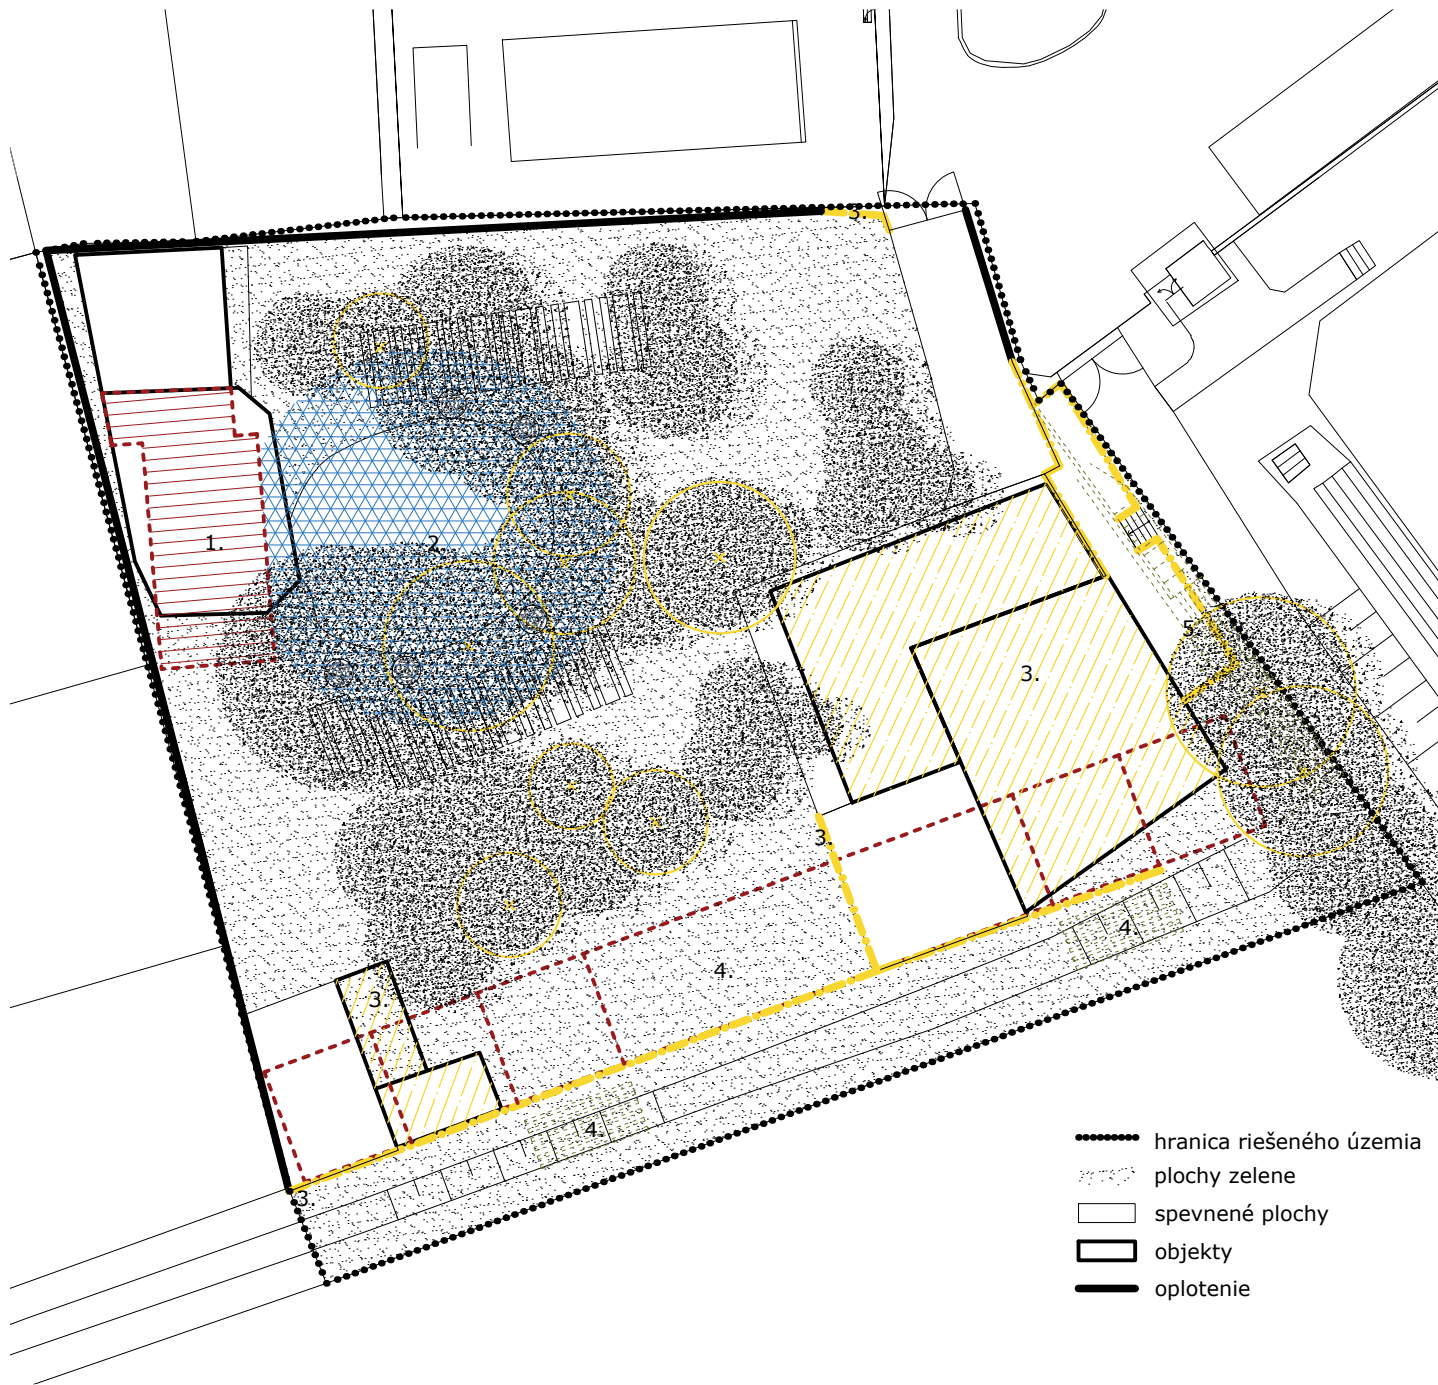 5.
1.
2.
5.
3.
3.
4.
4.
3.
4.
3.
hranica riešeného územia
plochy zelene
spevnené plochy
objekty
oplotenie